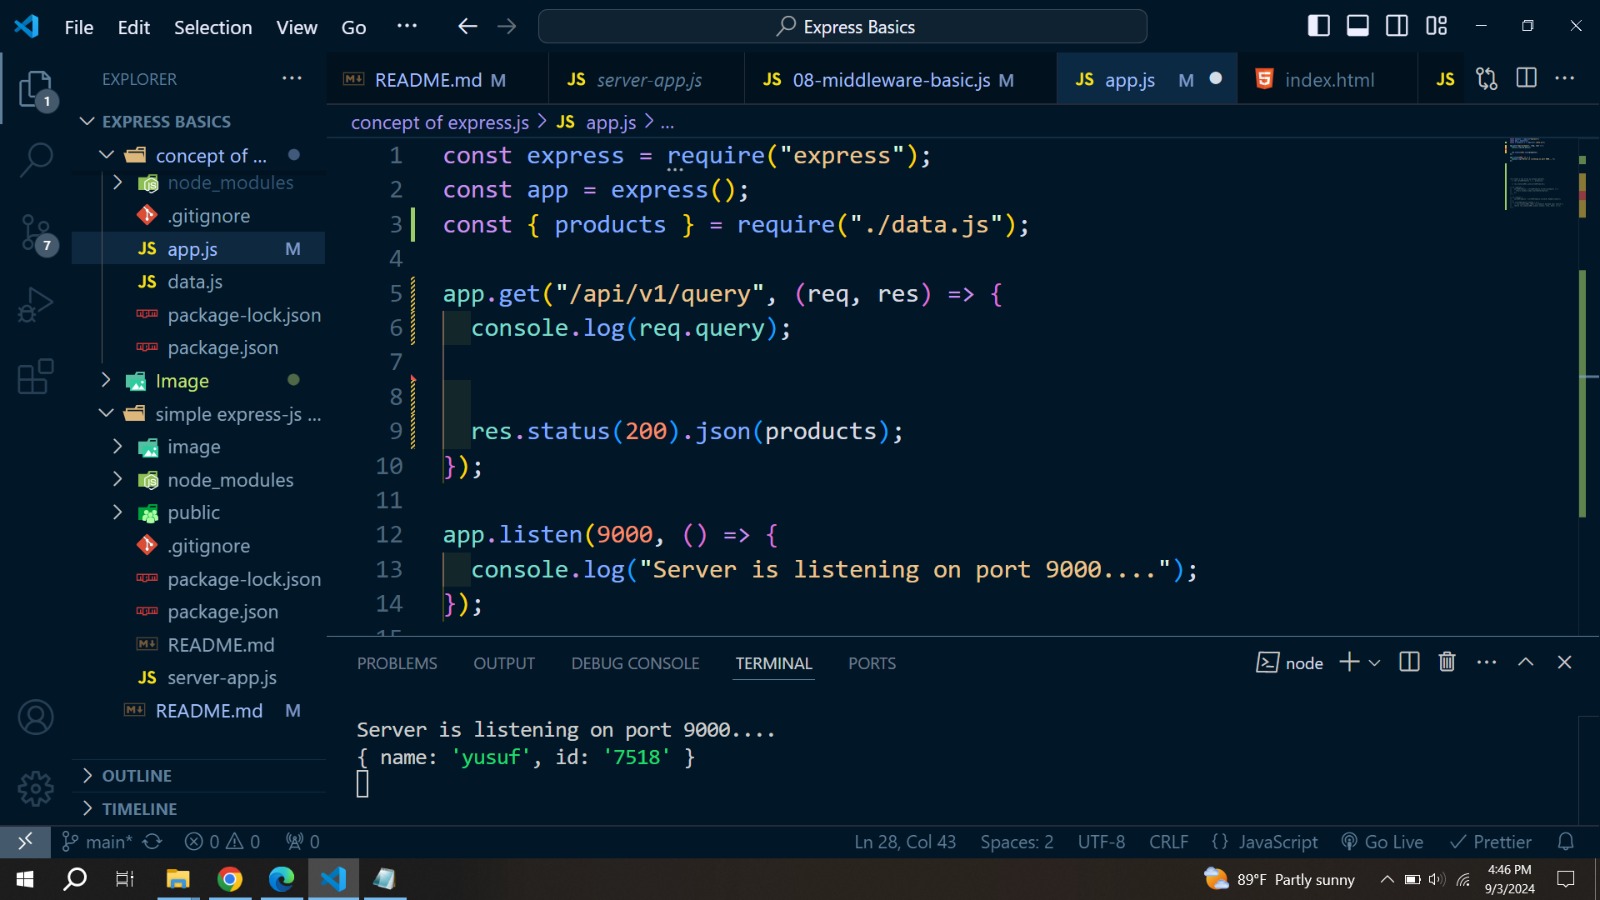 File Edit Selection View Go ··· Express Basics
EXPLORER ···
README.md M server-app.js 08-middleware-basic.js M app.js M index.html JS
concept of express.js > JS app.js > ...
EXPRESS BASICS
concept of ...
node_modules
.gitignore
JS app.js M
JS data.js
package-lock.json
package.json
Image
simple express-js ...
image
node_modules
public
.gitignore
package-lock.json
package.json
README.md
JS server-app.js
README.md M
OUTLINE
TIMELINE
1
7
1 const express = require("express");
2 const app = express();
3 const { products } = require("./data.js");
4
5 app.get("/api/v1/query", (req, res) => {
6 console.log(req.query);
7
8
9 res.status(200).json(products);
10 });
11
12 app.listen(9000, () => {
13 console.log("Server is listening on port 9000....");
14 });
15
PROBLEMS OUTPUT DEBUG CONSOLE TERMINAL PORTS node
Server is listening on port 9000....
{ name: 'yusuf', id: '7518' }
main* 0 0 0 Ln 28, Col 43 Spaces: 2 UTF-8 CRLF {} JavaScript Go Live Prettier
89°F Partly sunny 4:46 PM
9/3/2024